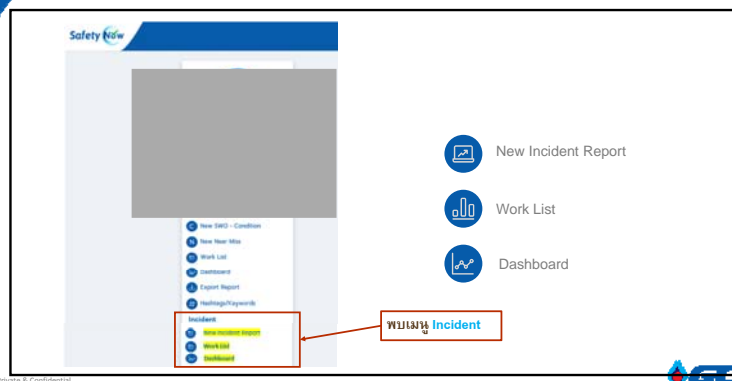 Safety Now
New SWO - Condition
New Near Miss
Work List
Dashboard
Export Report
Hashtags/Keywords
Incident
New Incident Report
Work List
Dashboard
New Incident Report
Work List
Dashboard
พบเมนู Incident
Private & Confidential